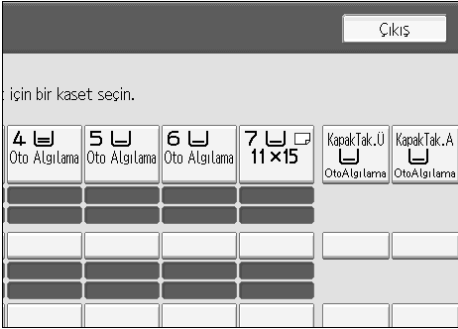 Çıkış
için bir kaset seçin.
4 Oto Algılama
5 Oto Algılama
6 Oto Algılama
7 11×15
KapakTak.Ü OtoAlgılama
KapakTak.A OtoAlgılama